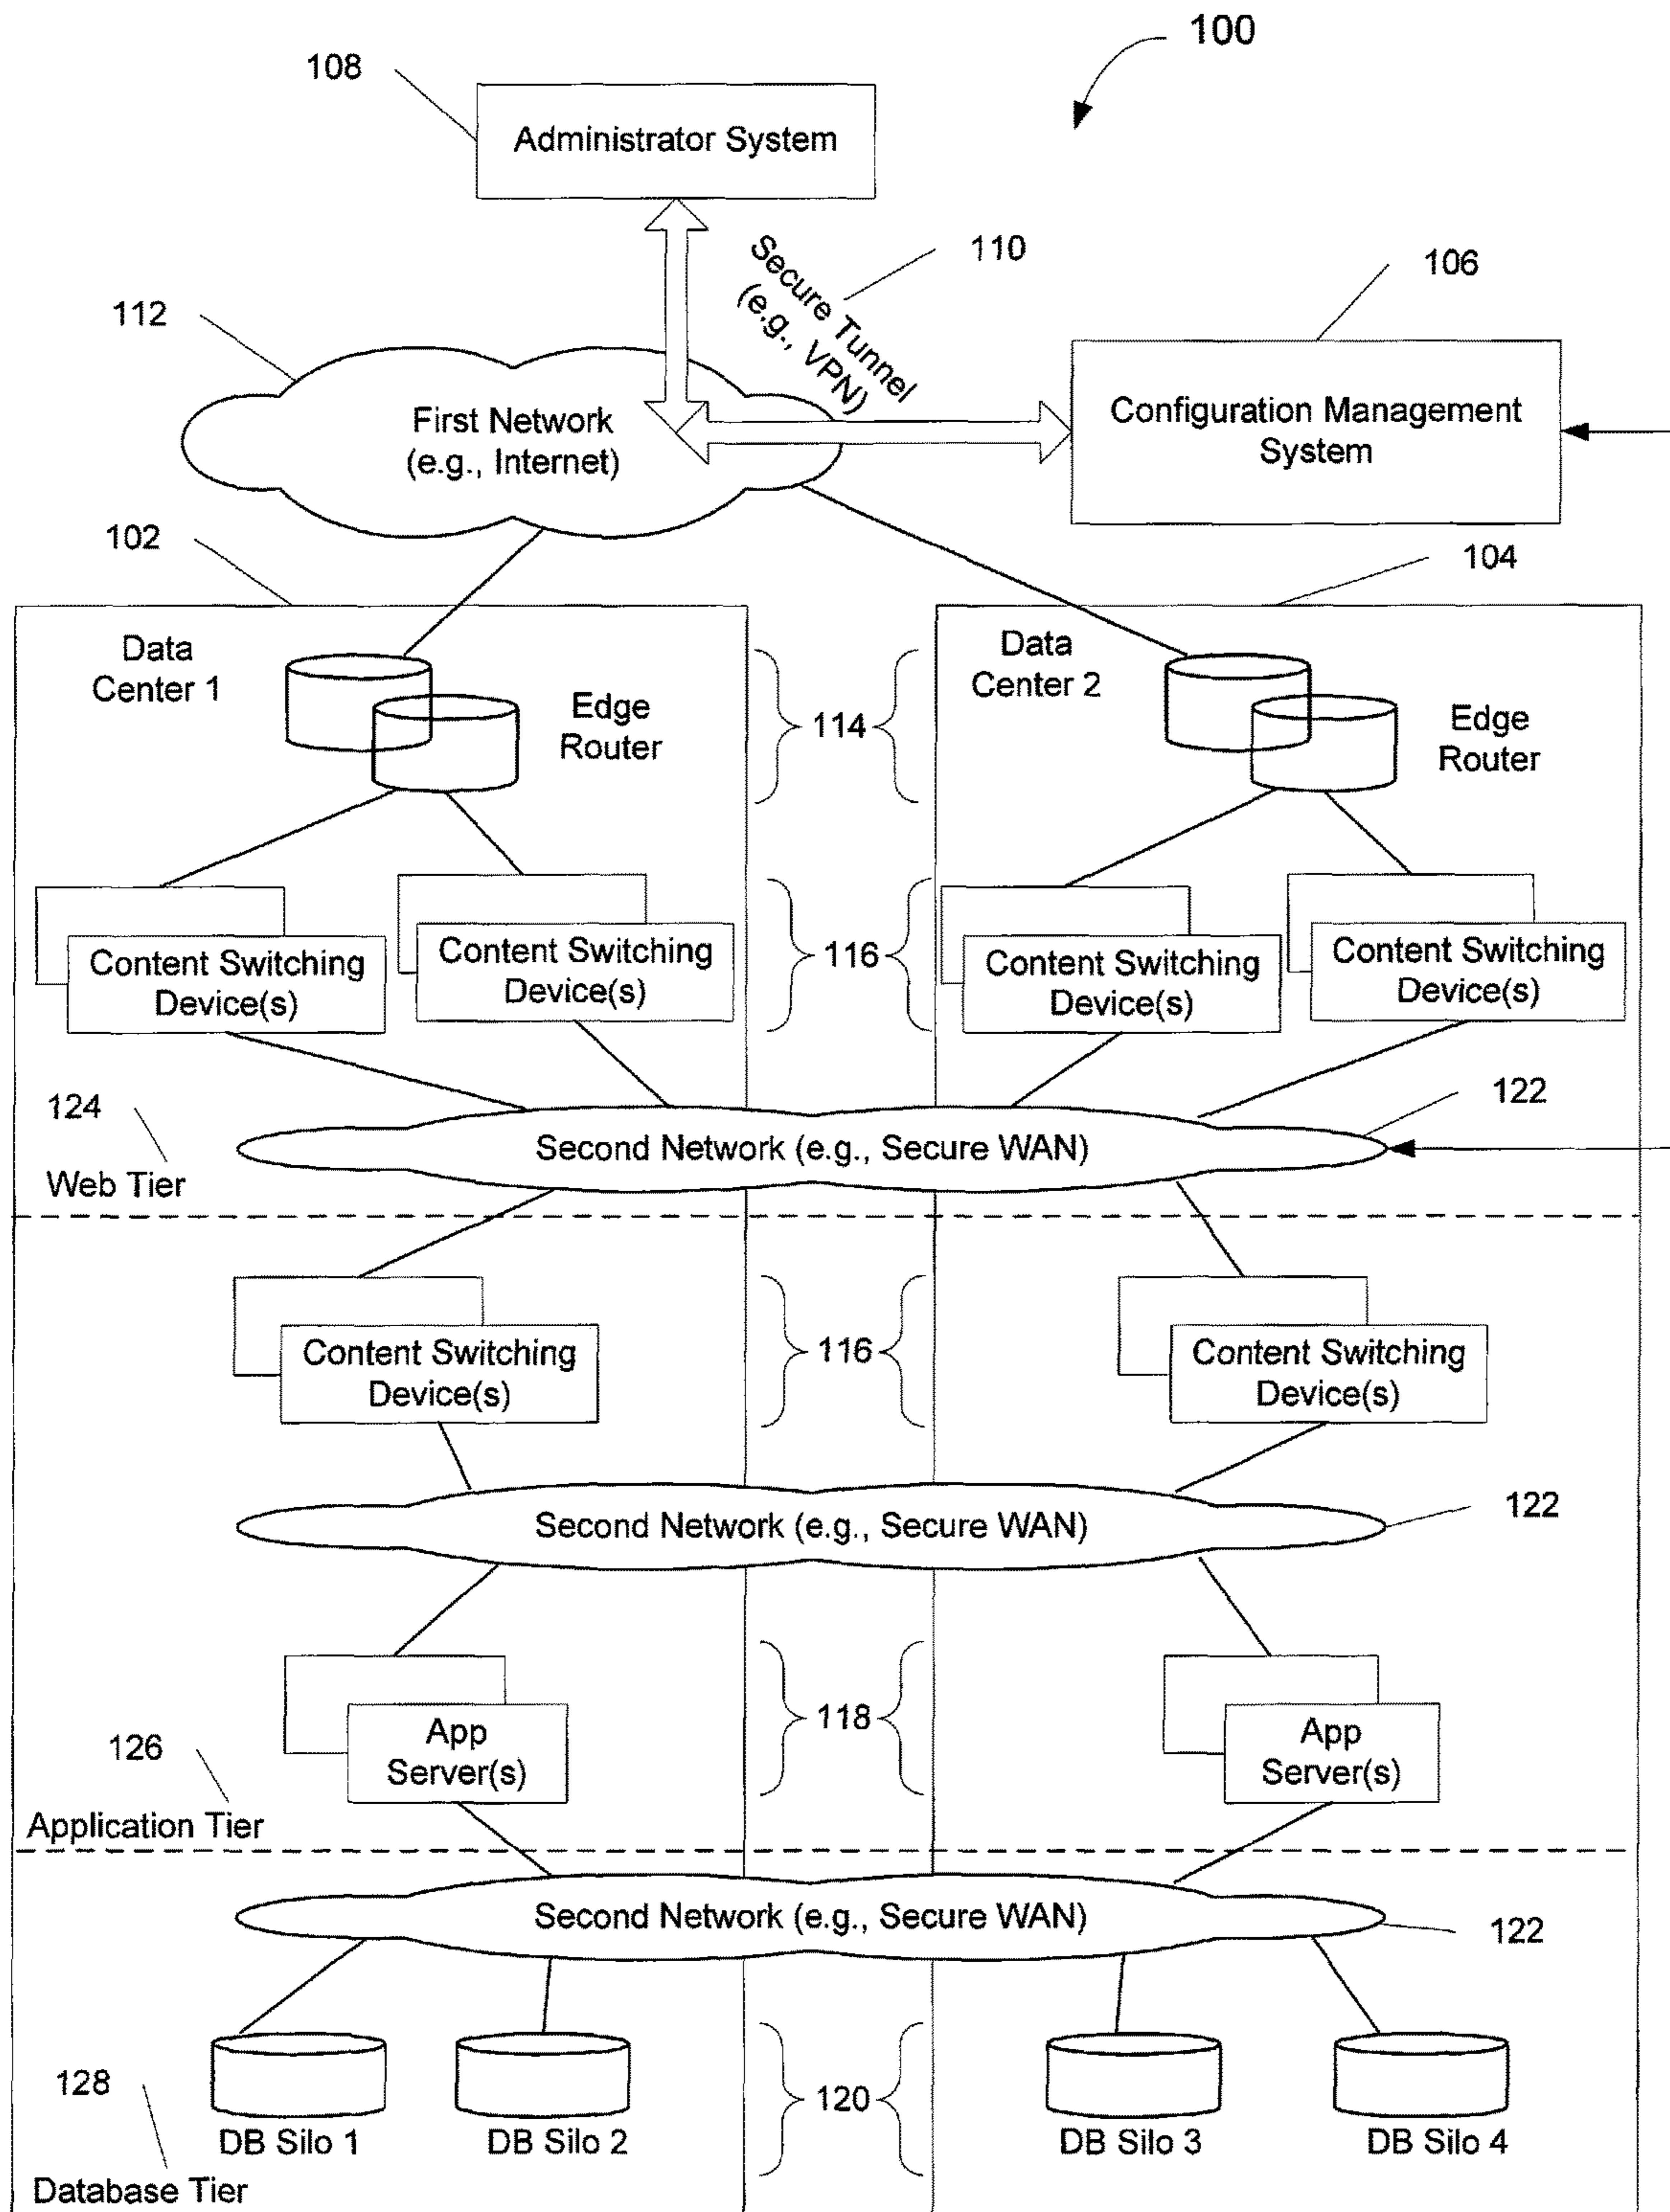 100
108
Administrator System
110
Secure Tunnel
(e.g., VPN)
106
112
First Network
(e.g., Internet)
Configuration Management
System
102
104
Data
Center 1
Edge
Router
114
Data
Center 2
Edge
Router
Content Switching
Device(s)
Content Switching
Device(s)
116
Content Switching
Device(s)
Content Switching
Device(s)
124
122
Second Network (e.g., Secure WAN)
Web Tier
Content Switching
Device(s)
116
Content Switching
Device(s)
Second Network (e.g., Secure WAN)
122
App
Server(s)
118
App
Server(s)
126
Application Tier
Second Network (e.g., Secure WAN)
122
128
120
DB Silo 1
DB Silo 2
DB Silo 3
DB Silo 4
Database Tier